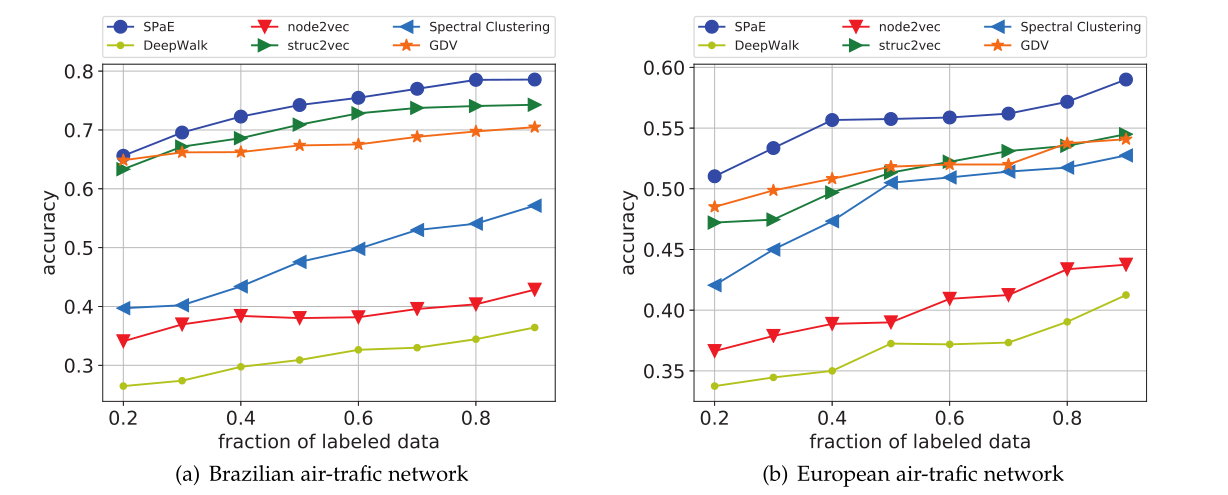 SPaE node2vec Spectral Clustering
DeepWalk struc2vec GDV
0.8
0.7
0.6
0.5
0.4
0.3
accuracy
0.2 0.4 0.6 0.8
fraction of labeled data
(a) Brazilian air-trafic network
SPaE node2vec Spectral Clustering
DeepWalk struc2vec GDV
0.60
0.55
0.50
0.45
0.40
0.35
accuracy
0.2 0.4 0.6 0.8
fraction of labeled data
(b) European air-trafic network